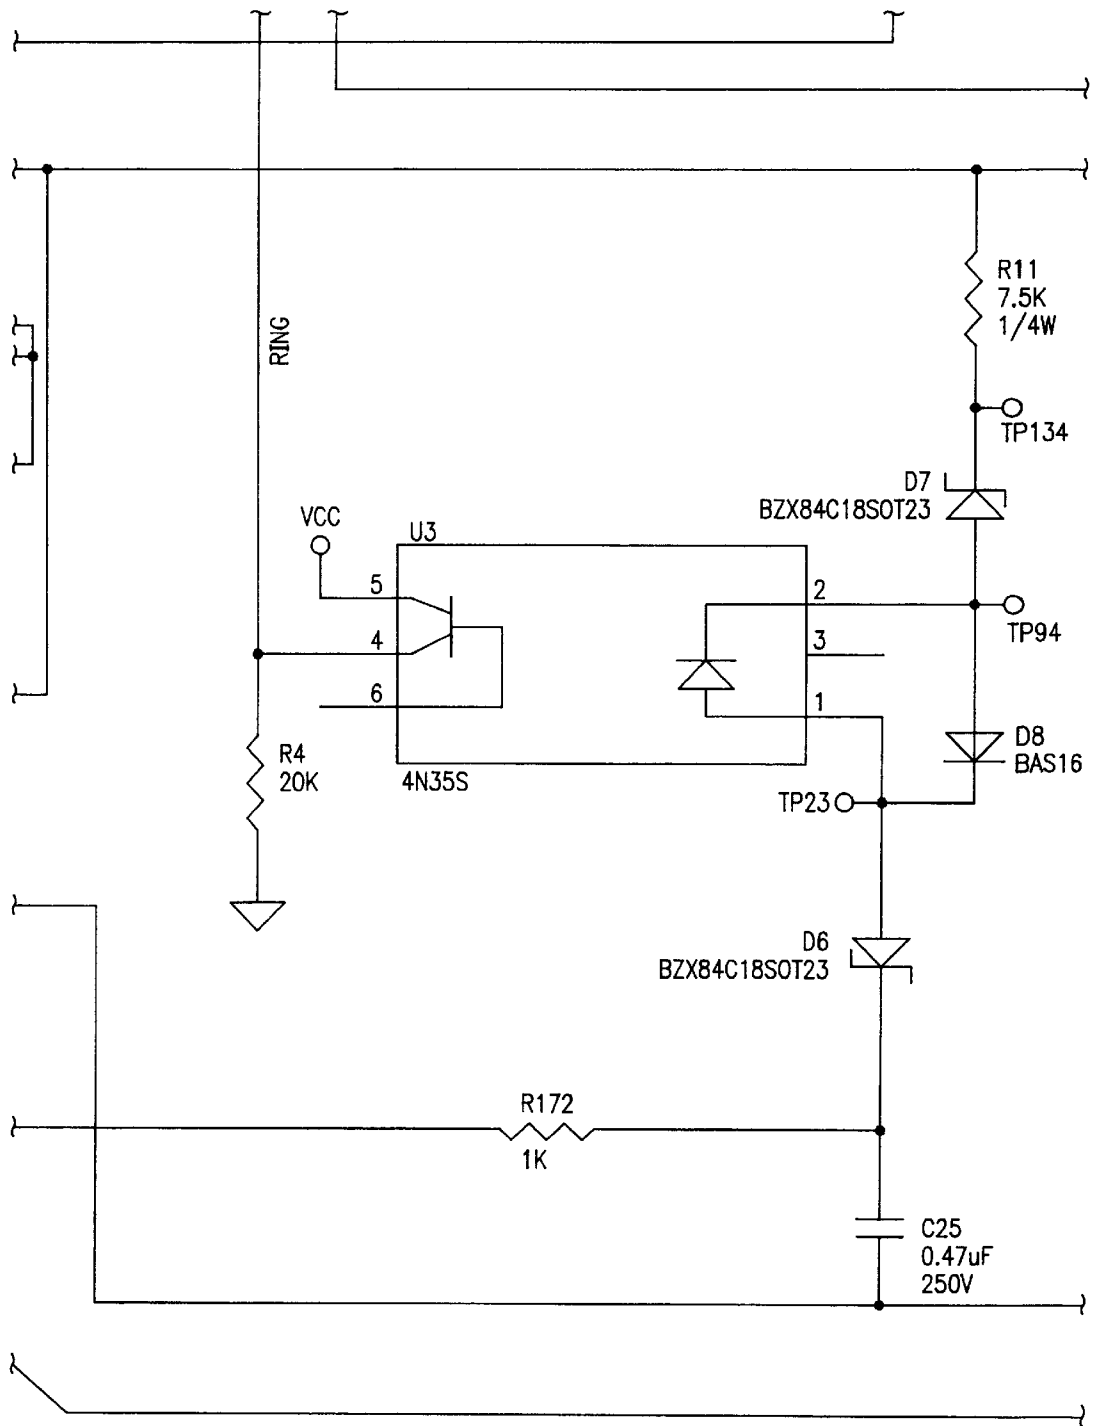 R11
7.5K
1/4W
RING
TP134
D7
BZX84C18SOT23
VCC
U3
5
2
TP94
4
3
6
1
R4
20K
4N35S
D8
BAS16
TP23
D6
BZX84C18SOT23
R172
1K
C25
0.47uF
250V